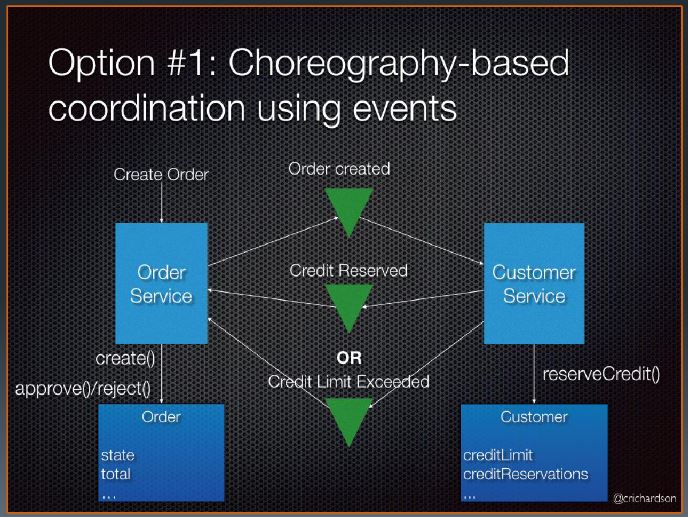 Option #1: Choreography-based
coordination using events
Create Order
Order created
Order
Service
Credit Reserved
Customer
Service
OR
Credit Limit Exceeded
create()
approve()/reject()
reserveCredit()
Order
state
total
...
Customer
creditLimit
creditReservations
...
@crichardson